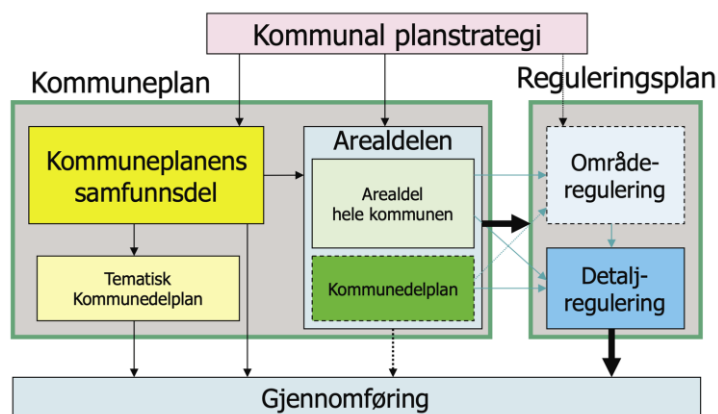 Kommunal planstrategi
Kommuneplan
Reguleringsplan
Kommuneplanens
samfunnsdel
Arealdelen
Arealdel
hele kommunen
Område-
regulering
Tematisk
Kommunedelplan
Kommunedelplan
Detalj-
regulering
Gjennomføring